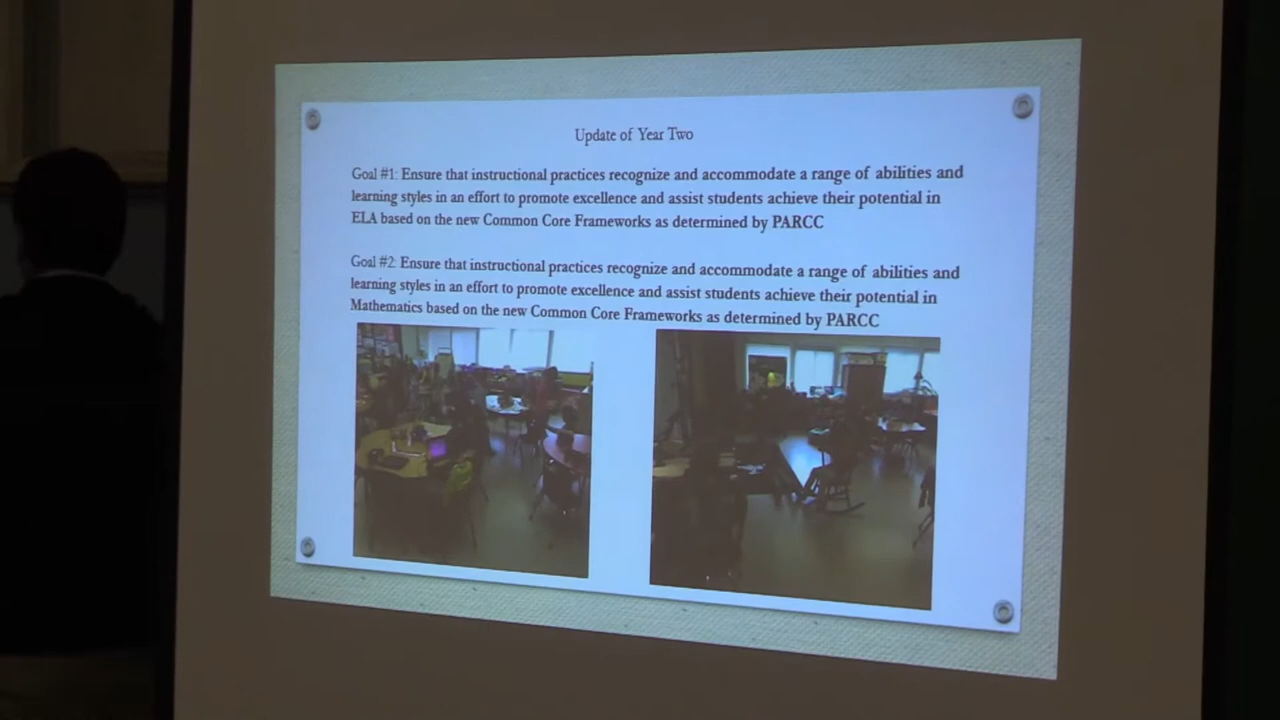 Update of Year Two
Goal #1: Ensure that instructional practices recognize and accommodate a range of abilities and
learning styles in an effort to promote excellence and assist students achieve their potential in
ELA based on the new Common Core Frameworks as determined by PARCC
Goal #2: Ensure that instructional practices recognize and accommodate a range of abilities and
learning styles in an effort to promote excellence and assist students achieve their potential in
Mathematics based on the new Common Core Frameworks as determined by PARCC